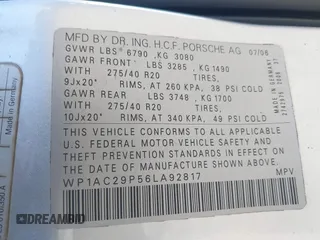 MFD BY DR. ING. H.C.F. PORSCHE AG 07/06
GVWR LBS 6790 ,KG 3080
GAWR FRONT LBS 3285 , KG 1490
WITH 275/40 R20 TIRES,
9Jx20" RIMS, AT 260 KPA, 38 PSI COLD
GAWR REAR LBS 3748 , KG 1700
WITH 275/40 R20 TIRES,
10Jx20" RIMS, AT 340 KPA, 49 PSI COLD
THIS VEHICLE CONFORMS TO ALL APPLICABLE
U.S. FEDERAL MOTOR VEHICLE SAFETY AND
THEFT PREVENTION STANDARDS IN EFFECT ON THE
DATE OF MANUFACTURE SHOWN ABOVE.
WP1AC29P56LA92817 MPV
DREAMBID